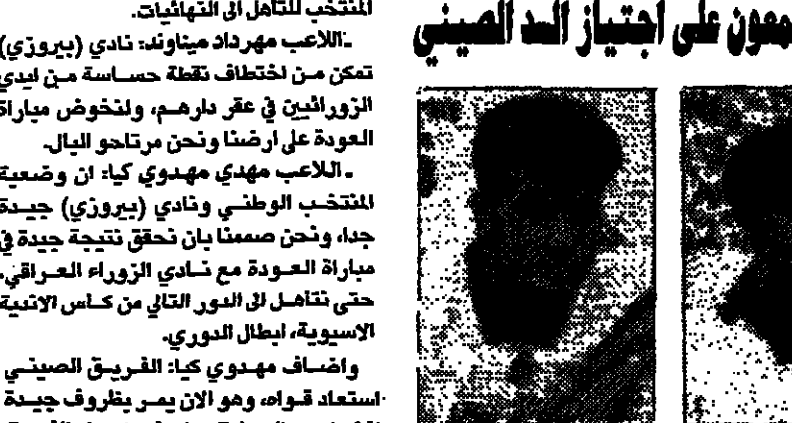 معون على اجتياز السد الصيني
المنتخب للتأهل الى النهائيات.
ـ اللاعب مهرداد ميناوند: نادي (بيروزي)
تمكن من اختطاف نقطة حساسة من ايدي
الزورائيين في عقر دارهم، ولنخوض مباراة
العودة على ارضنا ونحن مرتاحو البال.
ـ اللاعب مهدي مهدوي كيا: ان وضعية
المنتخب الوطني ونادي (بيروزي) جيدة
جدا، ونحن صممنا بان نحقق نتيجة جيدة في
مباراة العودة مع نادي الزوراء العراقي.
حتى نتأهل الى الدور التالي من كأس الاندية
الاسيوية، ابطال الدوري.
واضاف مهدوي كيا: الفريق الصيني
استعاد قواه، وهو الان يمر بظروف جيدة